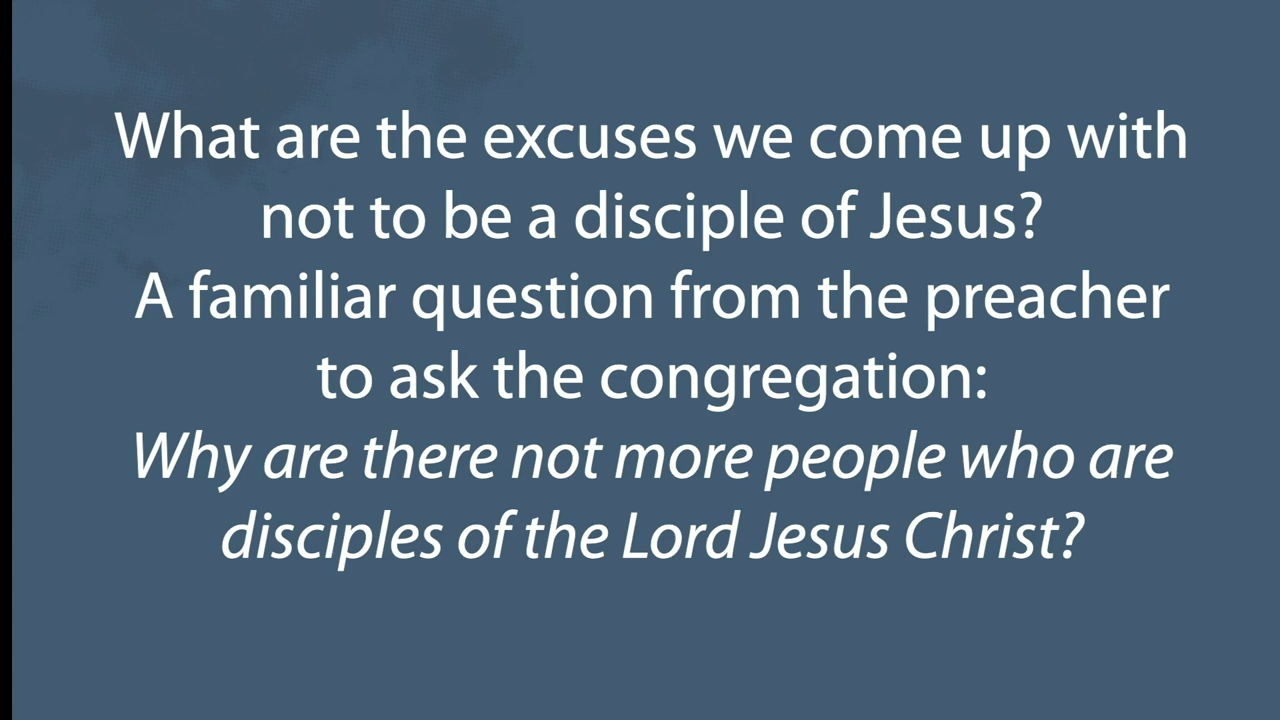 What are the excuses we come up with
not to be a disciple of Jesus?
A familiar question from the preacher
to ask the congregation:
Why are there not more people who are
disciples of the Lord Jesus Christ?